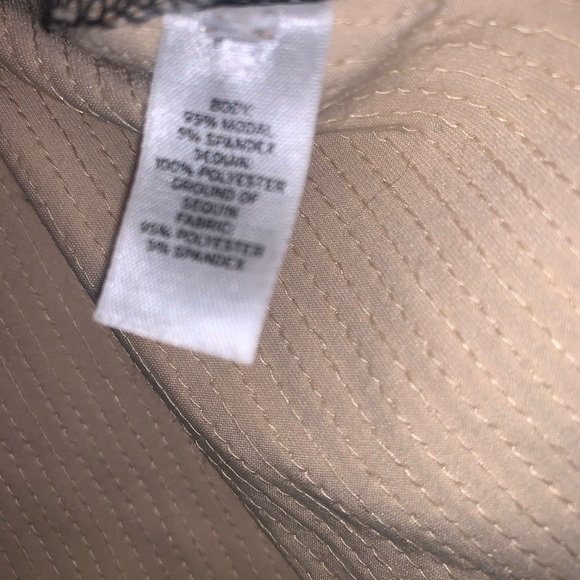 BODY:
95% MODAL
5% SPANDEX
SEQUIN:
100% POLYESTER
GROUND OF
SEQUIN
FABRIC:
95% POLYESTER
5% SPANDEX